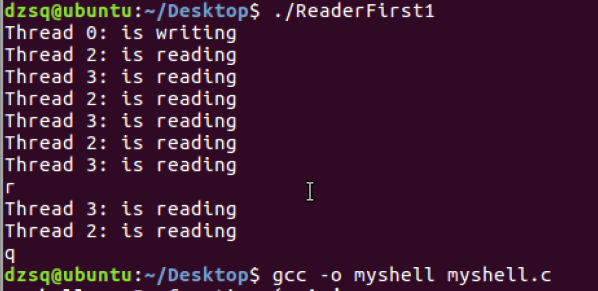 dzsq@ubuntu:~/Desktop$ ./ReaderFirst1
Thread 0: is writing
Thread 2: is reading
Thread 3: is reading
Thread 2: is reading
Thread 3: is reading
Thread 2: is reading
Thread 3: is reading
r
Thread 3: is reading
Thread 2: is reading
q
dzsq@ubuntu:~/Desktop$ gcc -o myshell myshell.c